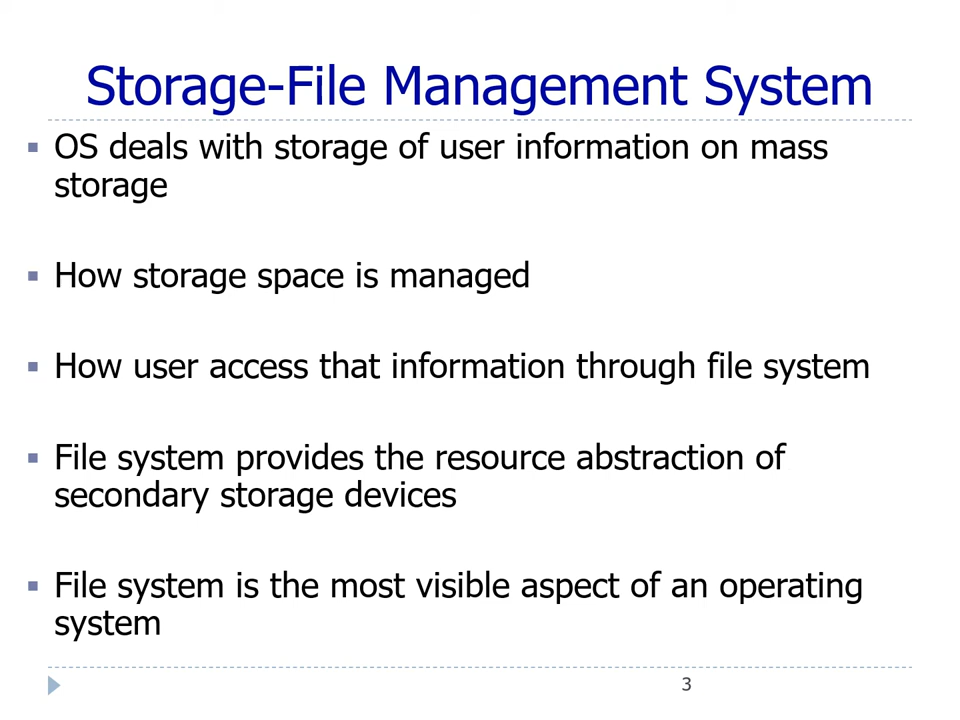 Storage-File Management System
▪ OS deals with storage of user information on mass
storage
▪ How storage space is managed
▪ How user access that information through file system
▪ File system provides the resource abstraction of
secondary storage devices
▪ File system is the most visible aspect of an operating
system
3